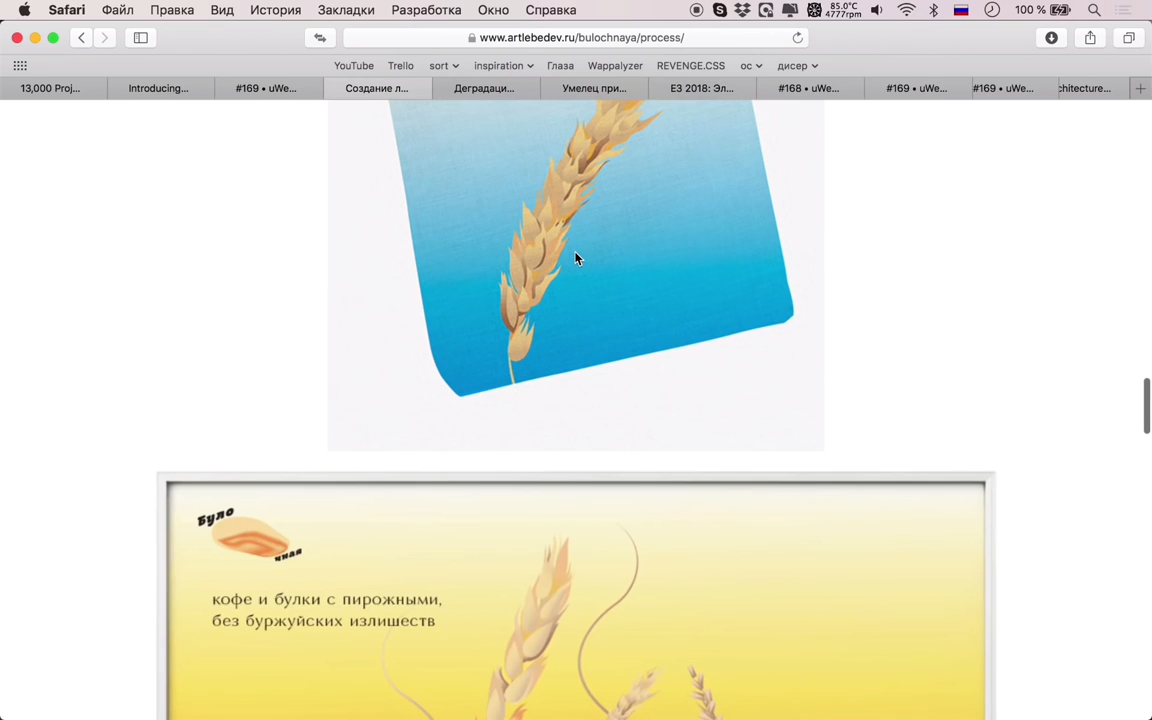 Safari Файл Правка Вид История Закладки Разработка Окно Справка 85.0°C 4777rpm 100 %
www.artlebedev.ru/bulochnaya/process/
YouTube Trello sort inspiration Глаза Wappalyzer REVENGE.CSS ос дисер
13,000 Proj... Introducing... #169 • uWe... Создание л... Деградаци... Умелец при... E3 2018: Эл... #168 • uWe... #169 • uWe... #169 • uWe... chitecture...
Було
чная
кофе и булки с пирожными,
без буржуйских излишеств